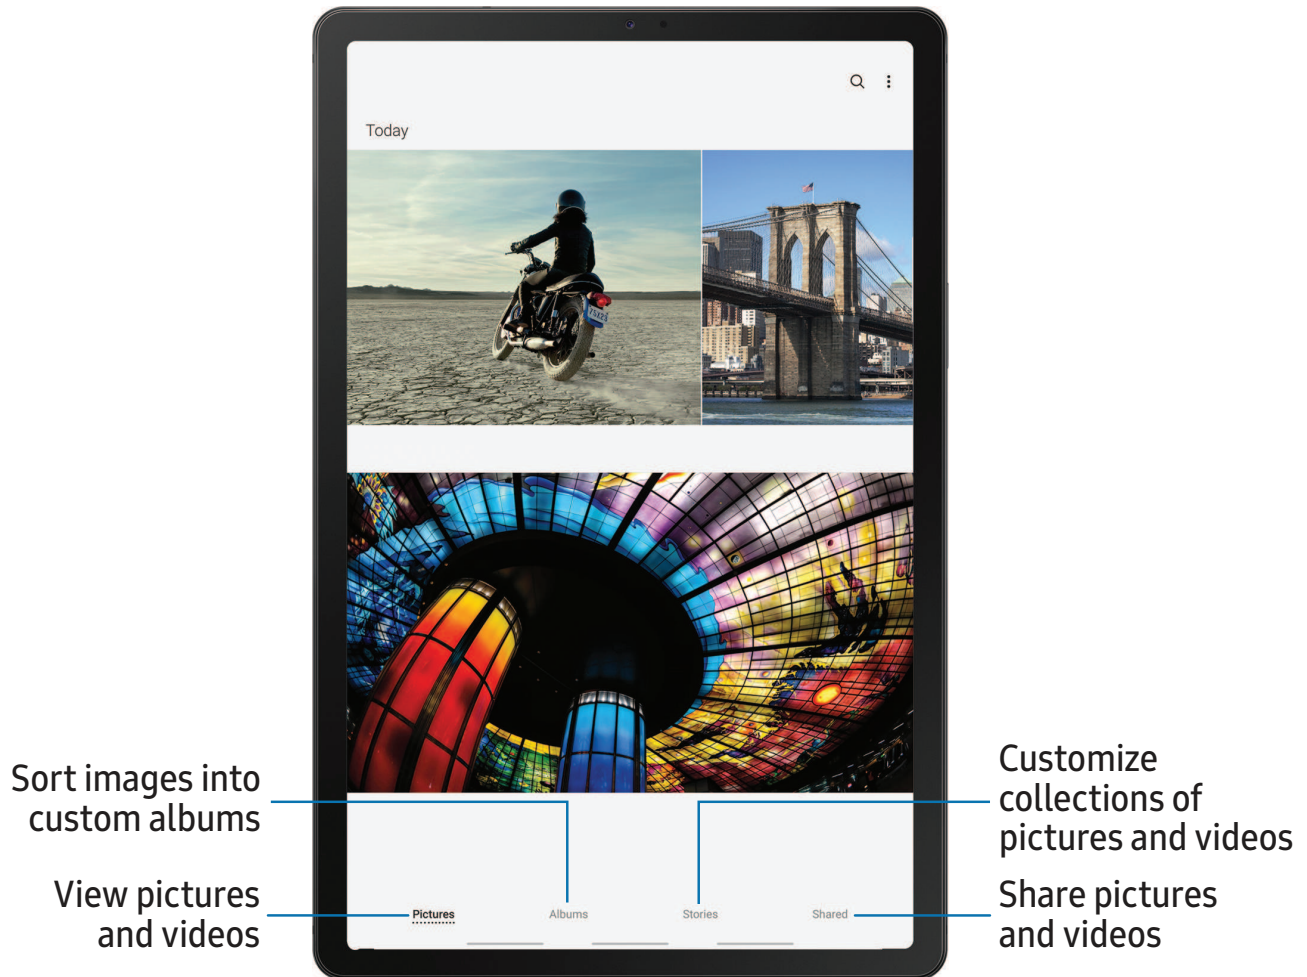 Today
75X23
Sort images into
custom albums
View pictures
and videos
Customize
collections of
pictures and videos
Share pictures
and videos
Pictures
Albums
Stories
Shared